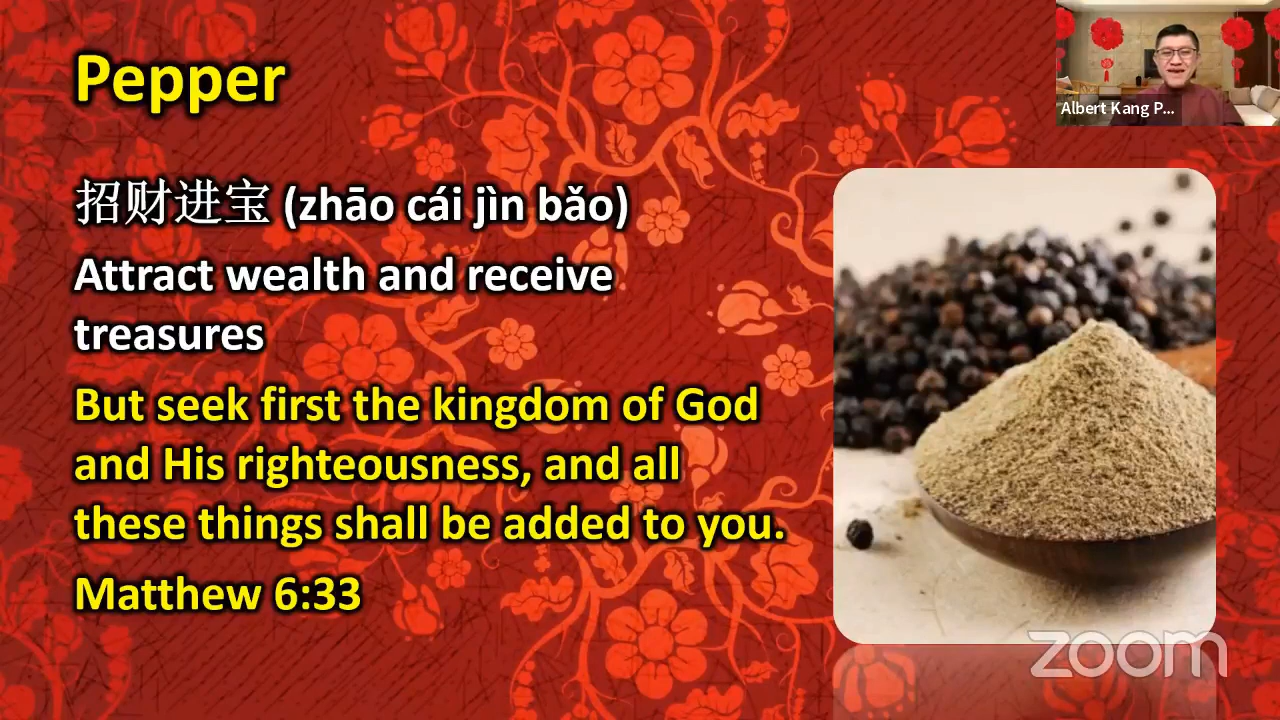 Pepper
Albert Kang P...
招财进宝 (zhāo cái jìn bǎo)
Attract wealth and receive
treasures
But seek first the kingdom of God
and His righteousness, and all
these things shall be added to you.
Matthew 6:33
zoom